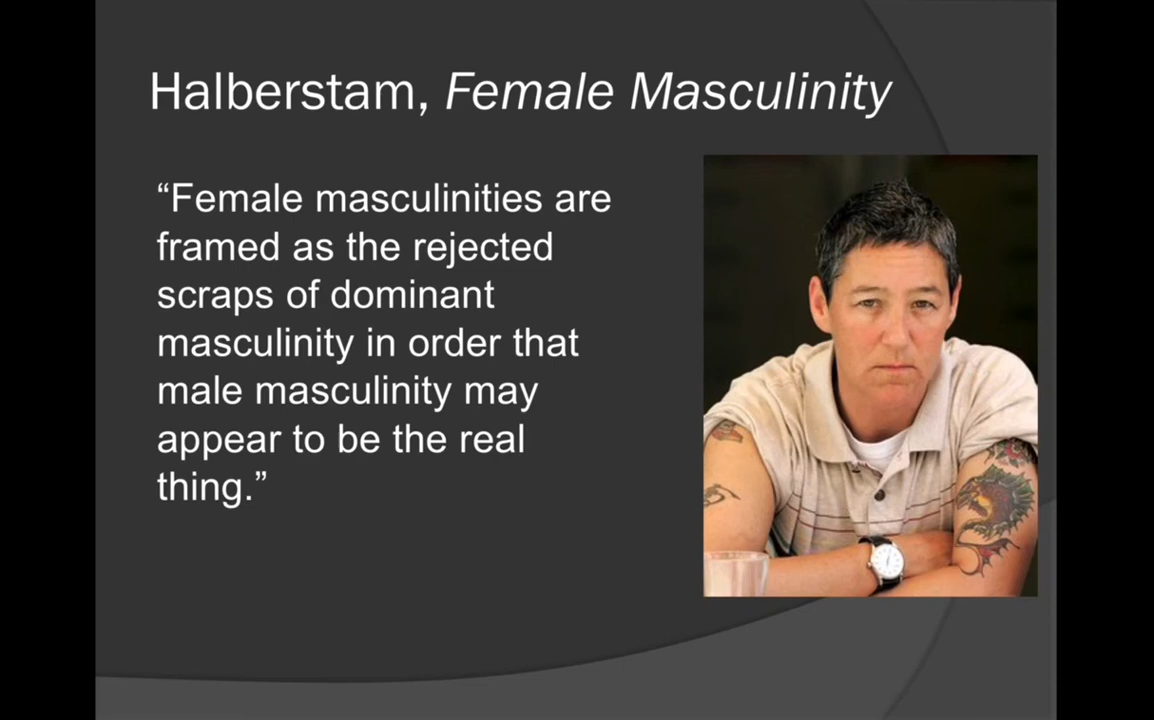 Halberstam, Female Masculinity
“Female masculinities are
framed as the rejected
scraps of dominant
masculinity in order that
male masculinity may
appear to be the real
thing.”